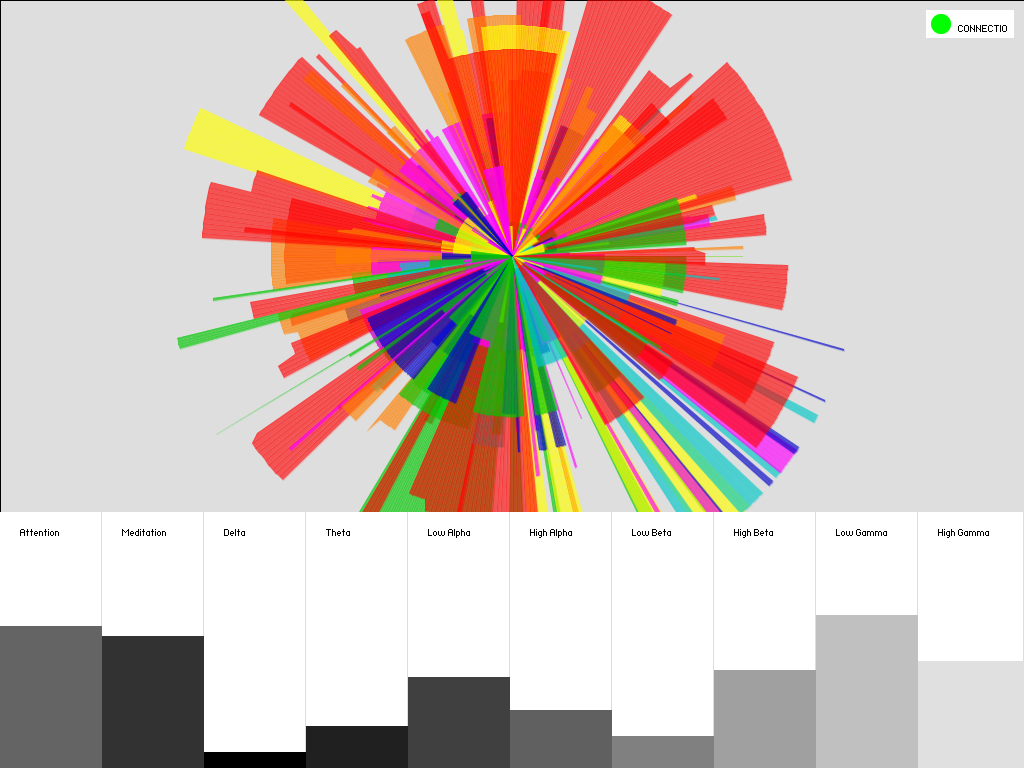 CONNECTIO
Attention
Meditation
Delta
Theta
Low Alpha
High Alpha
Low Beta
High Beta
Low Gamma
High Gamma